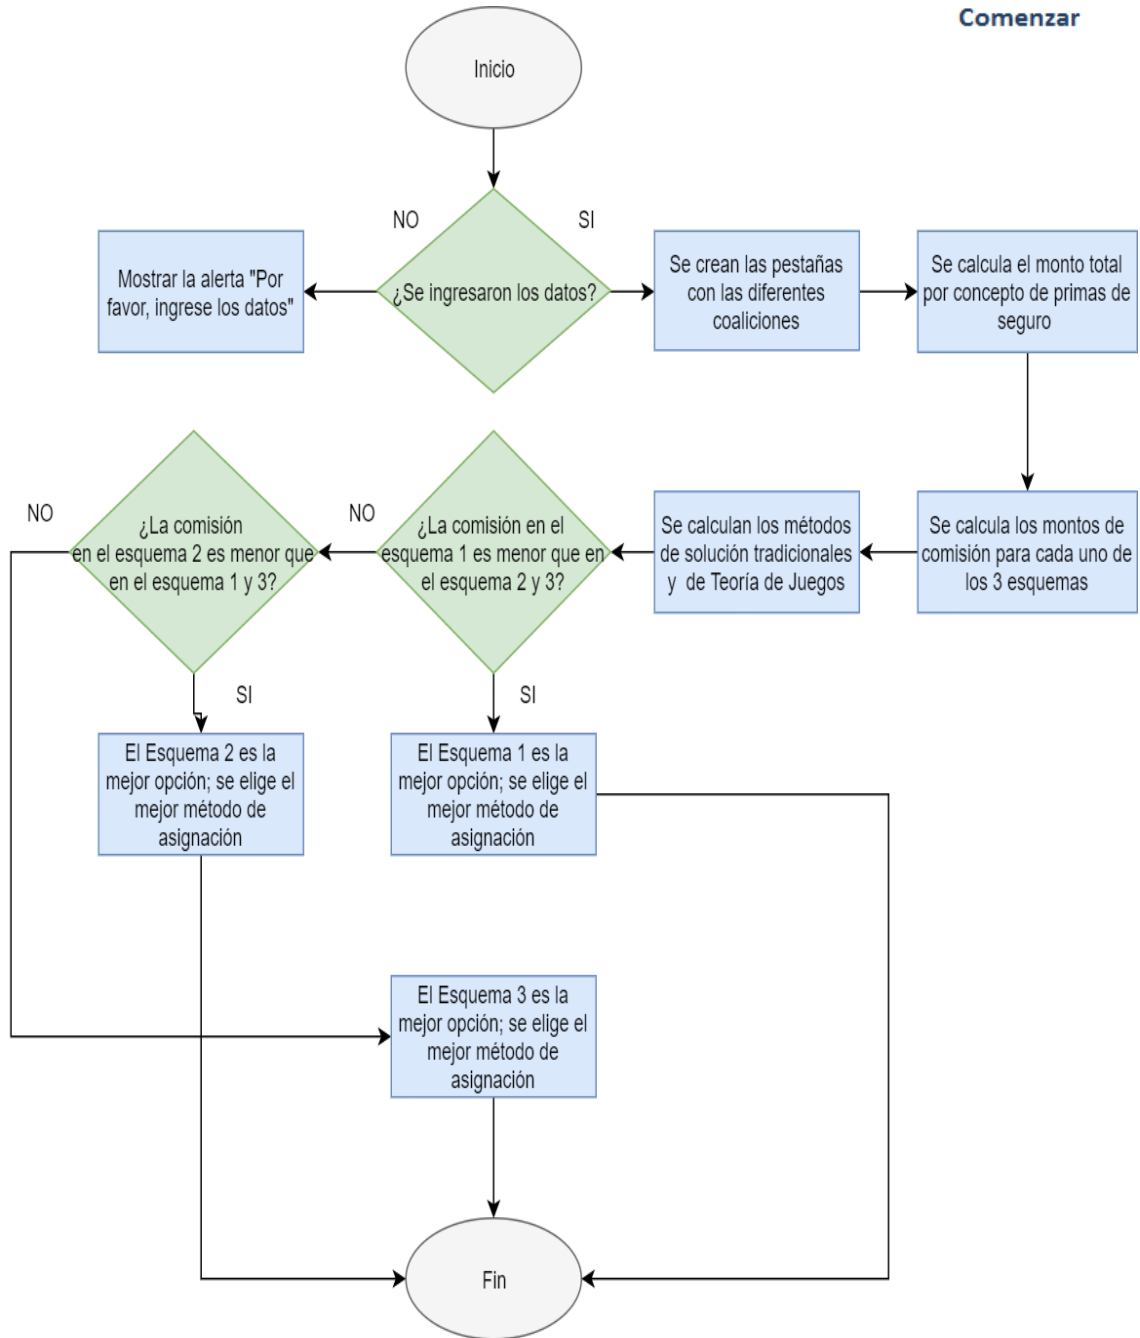 Comenzar
Inicio
NO
SI
¿Se ingresaron los datos?
Mostrar la alerta "Por
favor, ingrese los datos"
Se crean las pestañas
con las diferentes
coaliciones
Se calcula el monto total
por concepto de primas de
seguro
Se calcula los montos de
comisión para cada uno de
los 3 esquemas
Se calculan los métodos
de solución tradicionales
y de Teoría de Juegos
¿La comisión en el
esquema 1 es menor que en
el esquema 2 y 3?
NO
SI
¿La comisión
en el esquema 2 es menor que
en el esquema 1 y 3?
NO
SI
El Esquema 2 es la
mejor opción; se elige el
mejor método de
asignación
El Esquema 1 es la
mejor opción; se elige el
mejor método de
asignación
El Esquema 3 es la
mejor opción; se elige el
mejor método de
asignación
Fin